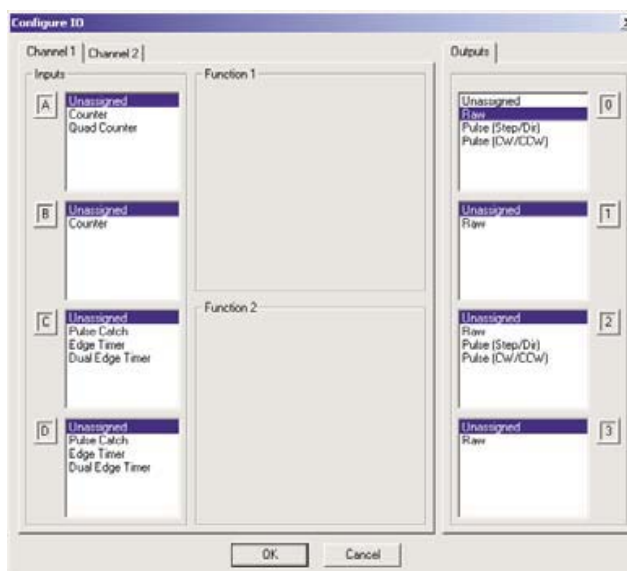 Configure IO
Channel 1
Channel 2
Outputs
Inputs
Function 1
A
Unassigned
Counter
Quad Counter
B
Unassigned
Counter
C
Unassigned
Pulse Catch
Edge Timer
Dual Edge Timer
D
Unassigned
Pulse Catch
Edge Timer
Dual Edge Timer
Function 2
Unassigned
Raw
Pulse (Step/Dir)
Pulse (CW/CCW)
0
Unassigned
Raw
1
Unassigned
Raw
Pulse (Step/Dir)
Pulse (CW/CCW)
2
Unassigned
Raw
3
OK
Cancel